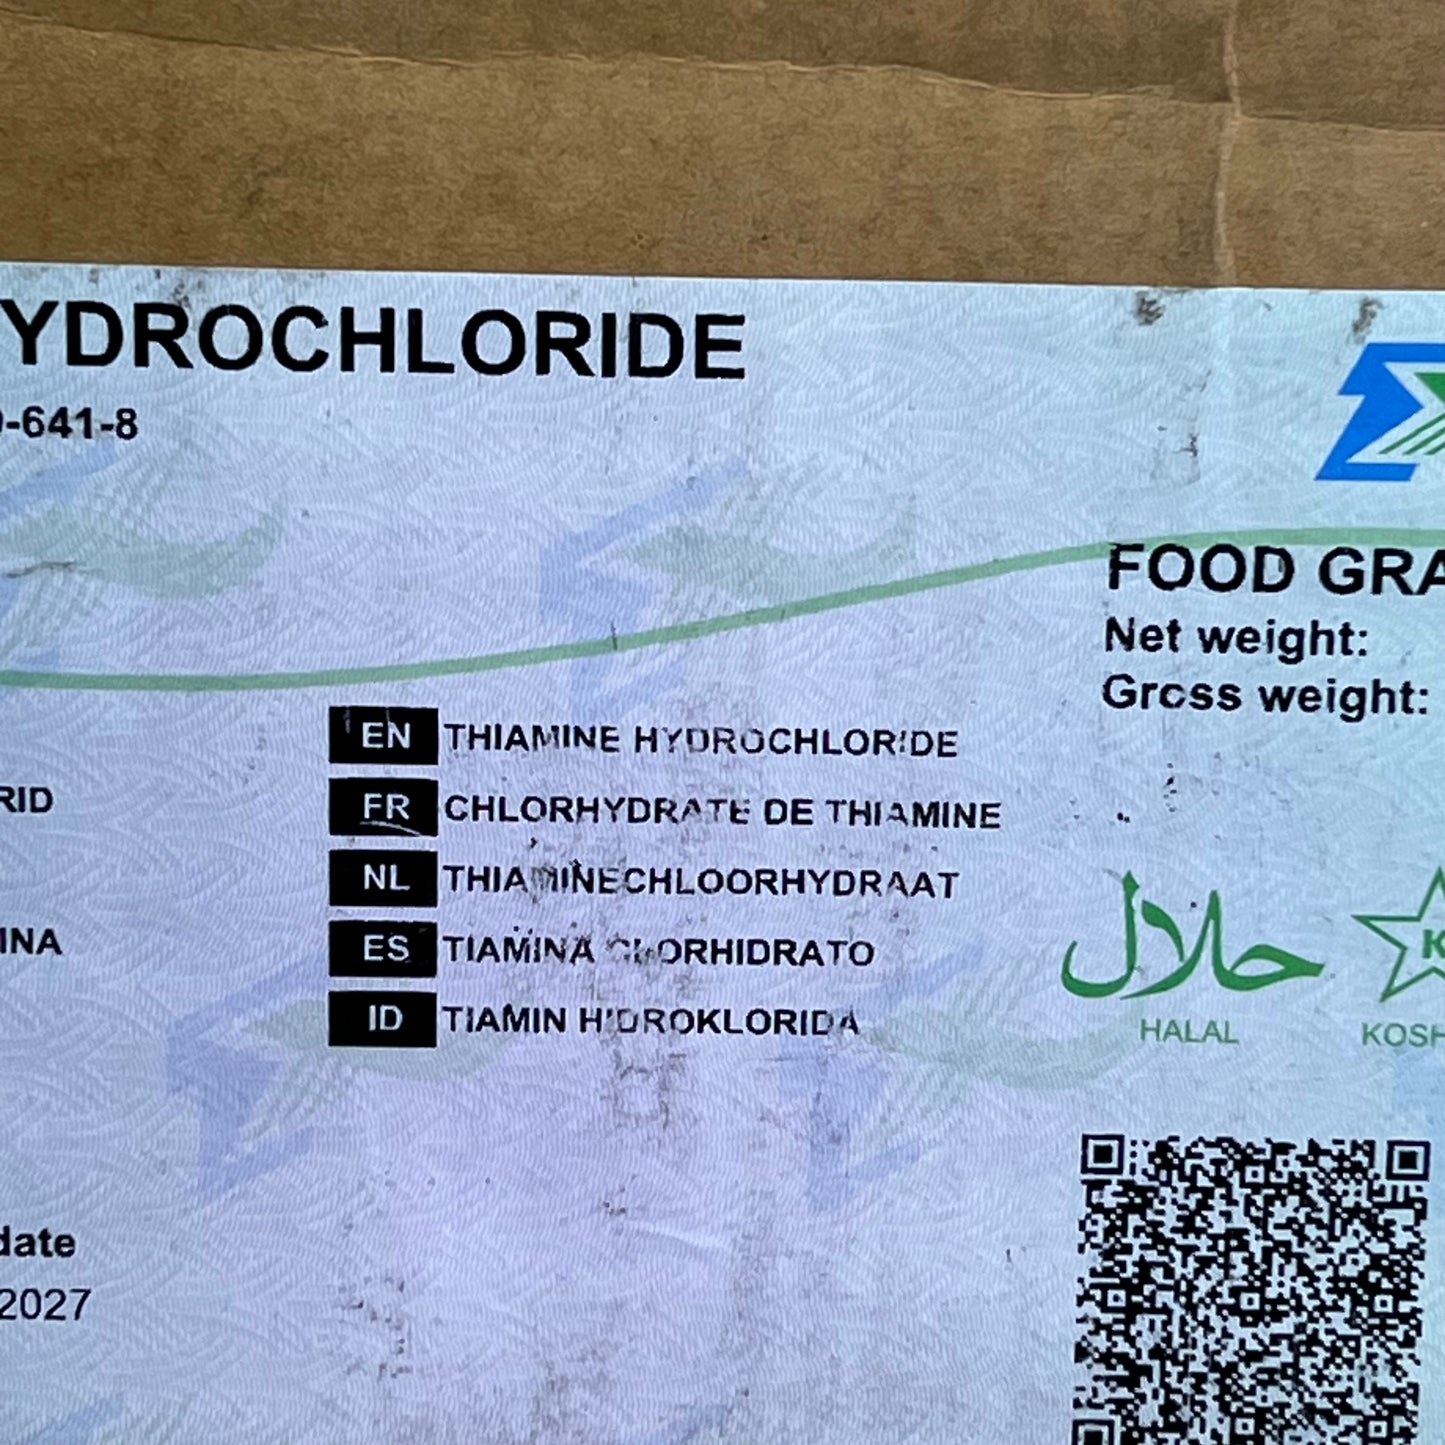 YDROCHLORIDE
-641-8
FOOD GRA
Net weight:
Gross weight:
EN THIAMINE HYDROCHLORIDE
RID
FR CHLORHYDRATE DE THIAMINE
NL THIAMINECHLOORHYDRAAT
INA
ES TIAMINA CLORHIDRATO
ID TIAMIN HIDROKLORIDA
حلال
K
HALAL
KOSH
date
2027